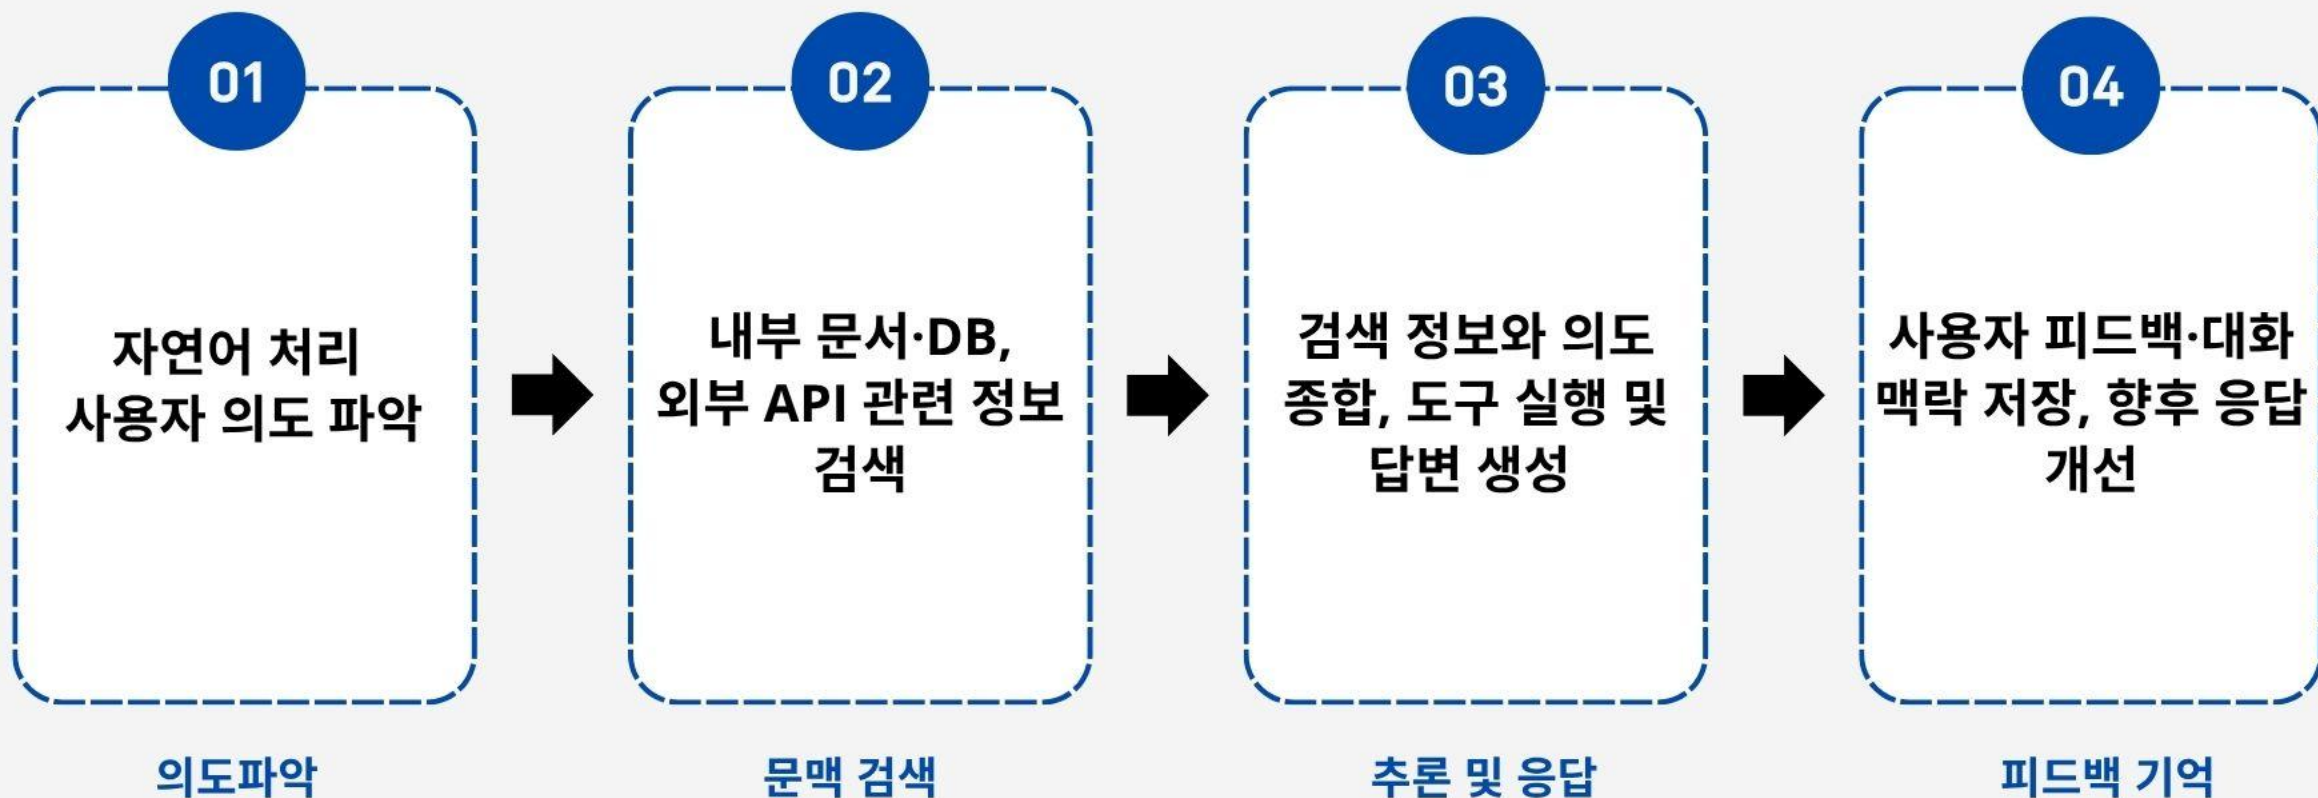 01
자연어 처리
사용자 의도 파악
의도파악
02
내부 문서·DB,
외부 API 관련 정보
검색
문맥 검색
03
검색 정보와 의도
종합, 도구 실행 및
답변 생성
추론 및 응답
04
사용자 피드백·대화
맥락 저장, 향후 응답
개선
피드백 기억